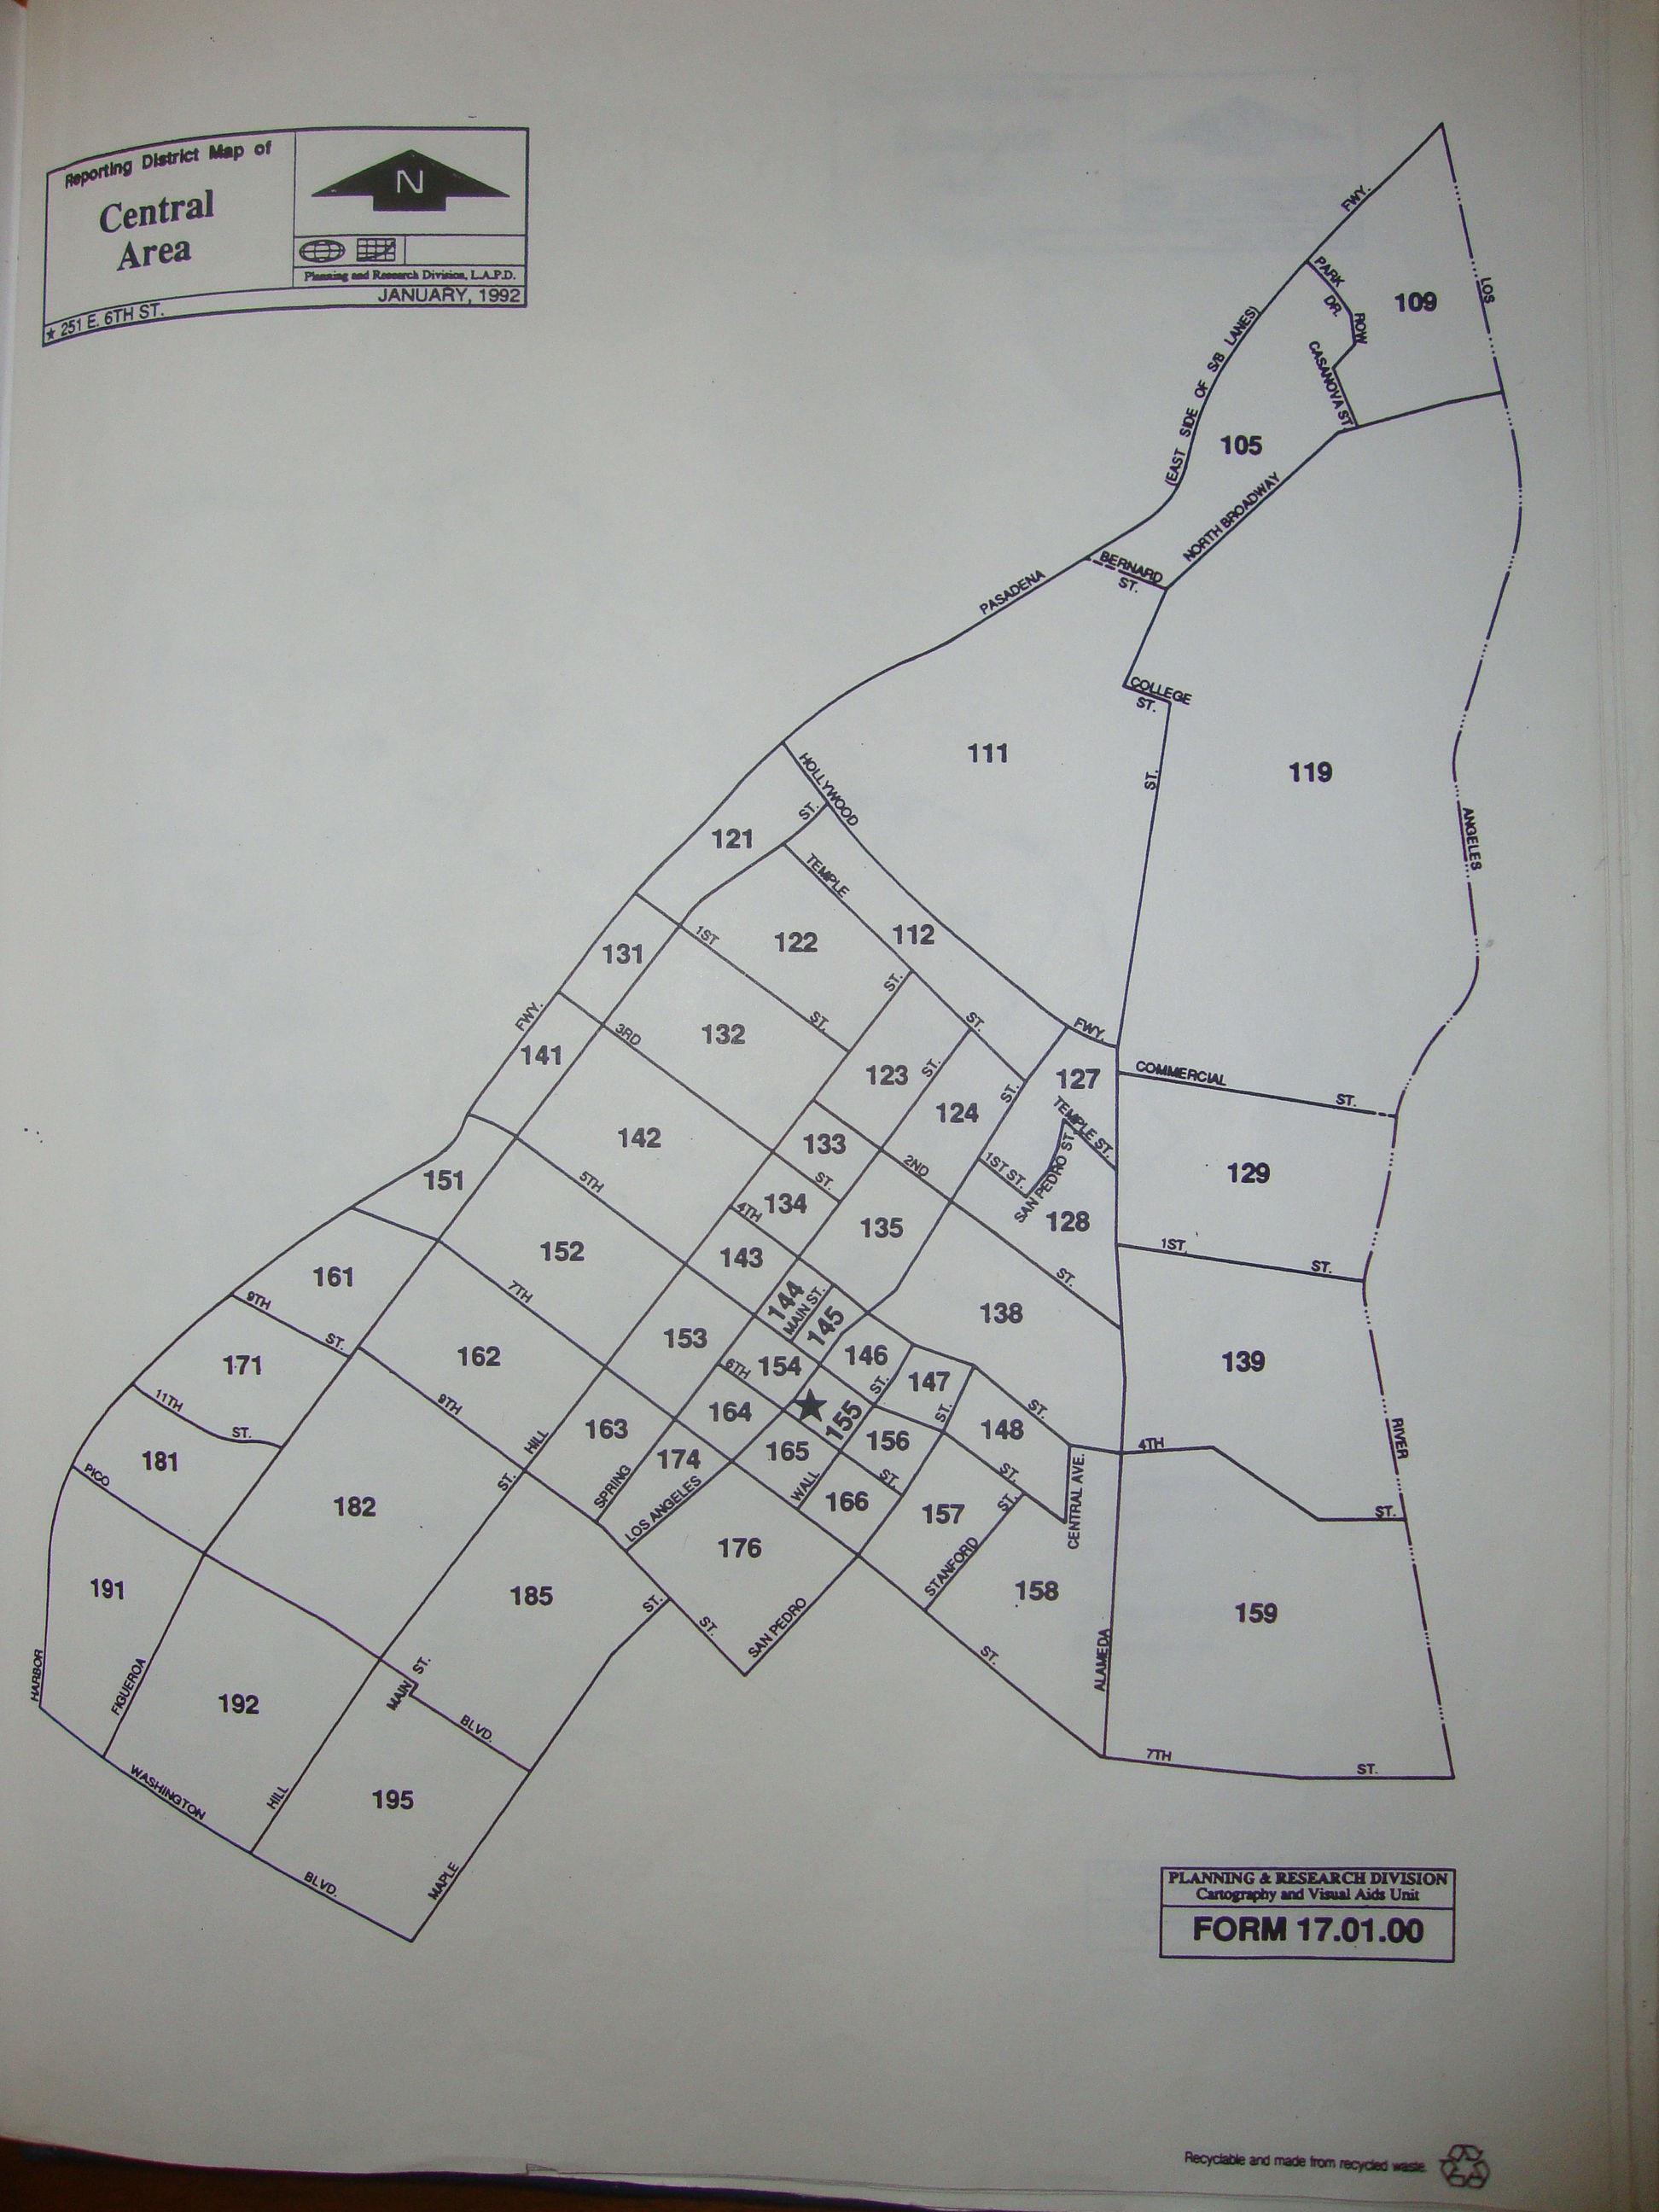 Reporting District Map of
Central
Area
N
Planning and Research Division, L.A.P.D.
JANUARY, 1992
★ 251 E. 6TH ST.
FWY.
PARK
ROW
DR.
109
LOS
(EAST SIDE OF S/B LANES)
CASANOVA ST.
105
NORTH BROADWAY
BERNARD
ST.
PASADENA
COLLEGE
ST.
111
ST.
119
HOLLYWOOD
ST.
121
TEMPLE
ANGELES
1ST
122
112
131
FWY.
ST.
ST.
ST.
FWY.
3RD
132
141
123
ST.
ST.
127
COMMERCIAL
ST.
124
TEMPLE ST.
142
133
2ND
1ST ST.
SAN PEDRO ST.
129
151
5TH
ST.
134
4TH
135
128
152
143
1ST
ST.
161
7TH
ST.
9TH
ST.
144
MAIN ST.
145
138
153
146
139
162
171
6TH
154
147
ST.
11TH
ST.
9TH
164
155
ST.
ST.
148
163
HILL
ST.
156
4TH
RIVER
181
PICO
174
165
ST.
ST.
CENTRAL AVE.
ST.
SPRING
LOS ANGELES
WALL
166
157
ST.
182
176
STANFORD
191
185
158
159
ST.
ST.
SAN PEDRO
ST.
ALAMEDA
HARBOR
FIGUEROA
192
MAIN
ST.
BLVD.
7TH
ST.
WASHINGTON
HILL
195
BLVD.
MAPLE
PLANNING & RESEARCH DIVISION
Cartography and Visual Aids Unit
FORM 17.01.00
Recyclable and made from recycled waste.